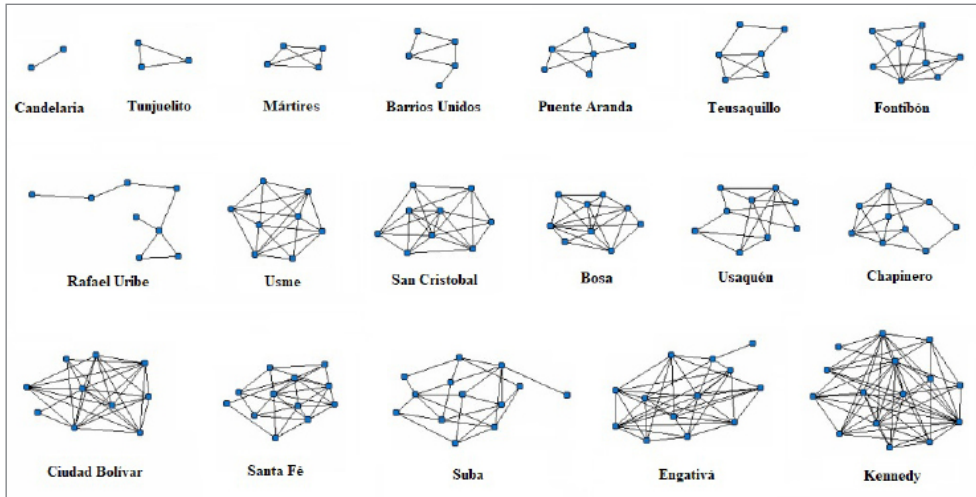 Candelaria
Tunjuelito
Mártires
Barrios Unidos
Puente Aranda
Teusaquillo
Fontibón
Rafael Uribe
Usme
San Cristobal
Bosa
Usaquén
Chapinero
Ciudad Bolívar
Santa Fé
Suba
Engativá
Kennedy